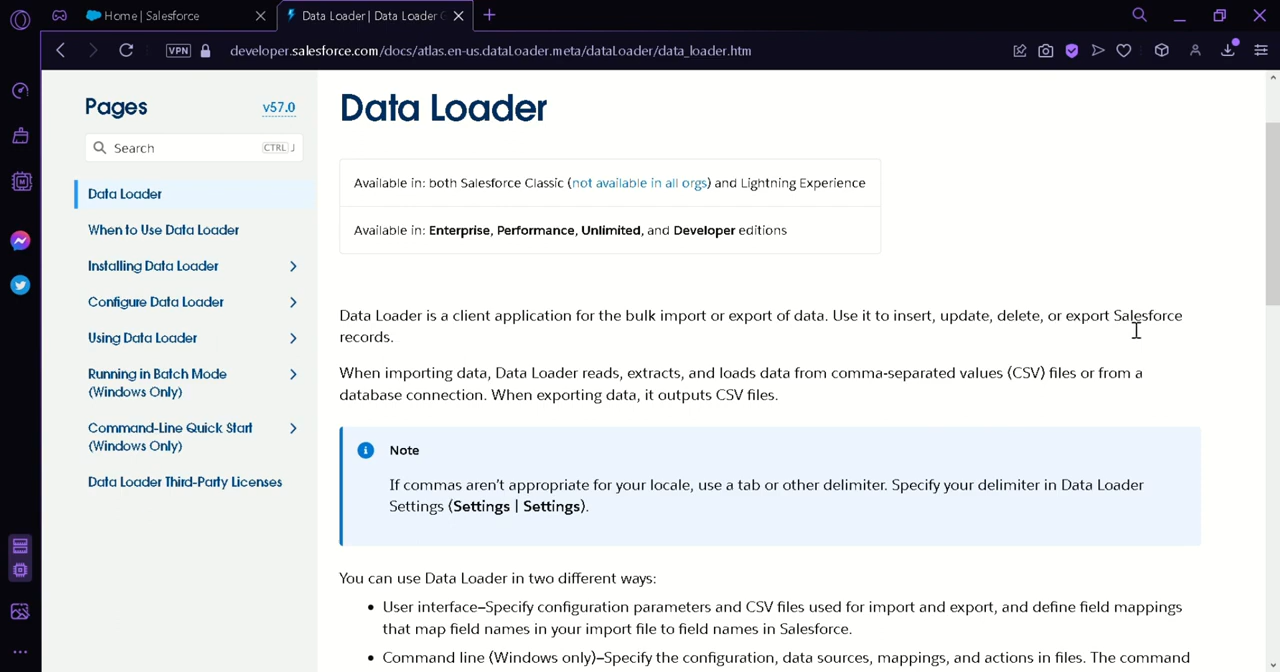 Home | Salesforce
Data Loader | Data Loader G
VPN
developer.salesforce.com/docs/atlas.en-us.dataLoader.meta/dataLoader/data_loader.htm
Pages
v57.0
Search
CTRL J
Data Loader
When to Use Data Loader
Installing Data Loader
Configure Data Loader
Using Data Loader
Running in Batch Mode
(Windows Only)
Command-Line Quick Start
(Windows Only)
Data Loader Third-Party Licenses
Data Loader
Available in: both Salesforce Classic (not available in all orgs) and Lightning Experience
Available in: Enterprise, Performance, Unlimited, and Developer editions
Data Loader is a client application for the bulk import or export of data. Use it to insert, update, delete, or export Salesforce
records.
When importing data, Data Loader reads, extracts, and loads data from comma-separated values (CSV) files or from a
database connection. When exporting data, it outputs CSV files.
Note
If commas aren't appropriate for your locale, use a tab or other delimiter. Specify your delimiter in Data Loader
Settings (Settings | Settings).
You can use Data Loader in two different ways:
• User interface–Specify configuration parameters and CSV files used for import and export, and define field mappings
that map field names in your import file to field names in Salesforce.
• Command line (Windows only)–Specify the configuration, data sources, mappings, and actions in files. The command